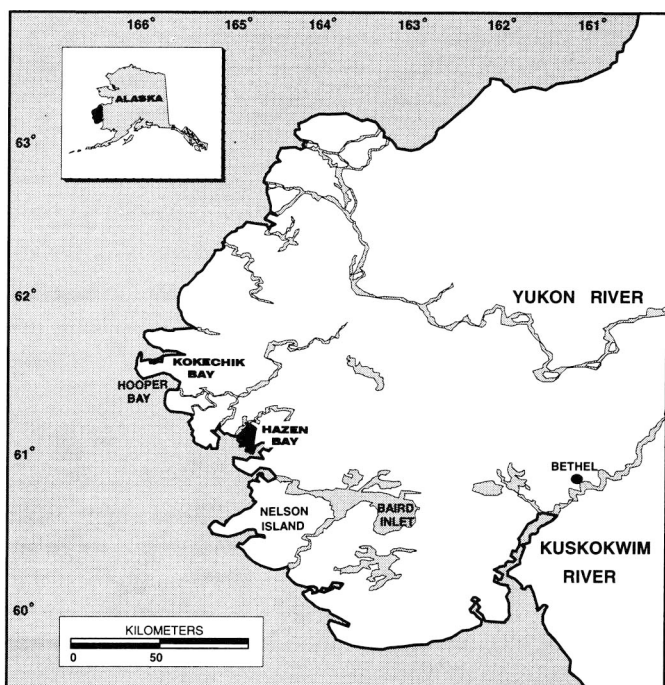 166° 165° 164° 163° 162° 161°
ALASKA
63°
62°
YUKON RIVER
KOKECHIK
BAY
HOOPER
BAY
HAZEN
BAY
61°
BETHEL
NELSON
ISLAND
BAIRD
INLET
KUSKOKWIM
RIVER
60°
KILOMETERS
0 50